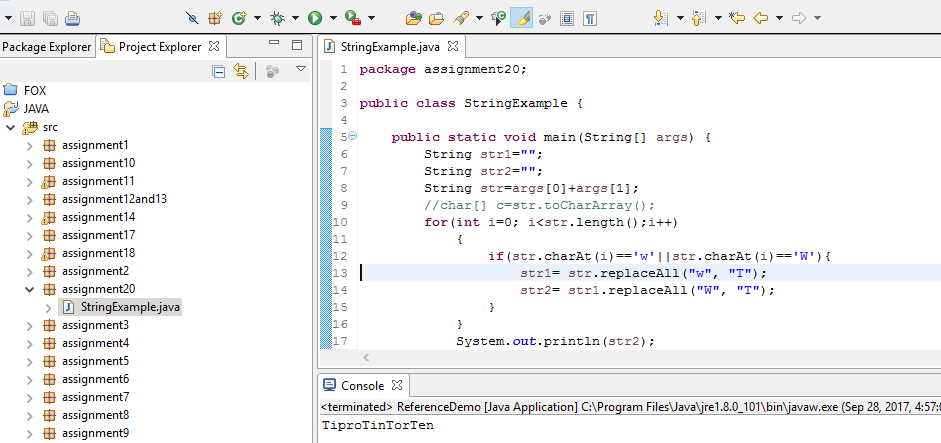 Package Explorer
Project Explorer
FOX
JAVA
src
assignment1
assignment10
assignment11
assignment12and13
assignment14
assignment17
assignment18
assignment2
assignment20
StringExample.java
assignment3
assignment4
assignment5
assignment6
assignment7
assignment8
assignment9
StringExample.java
1 package assignment20;
2
3 public class StringExample {
4
5 public static void main(String[] args) {
6 String str1="";
7 String str2="";
8 String str=args[0]+args[1];
9 //char[] c=str.toCharArray();
10 for(int i=0; i<str.length();i++)
11 {
12 if(str.charAt(i)=='w'||str.charAt(i)=='W'){
13 str1= str.replaceAll("w", "T");
14 str2= str1.replaceAll("W", "T");
15 }
16 }
17 System.out.println(str2);
Console
<terminated> ReferenceDemo [Java Application] C:\Program Files\Java\jre1.8.0_101\bin\javaw.exe (Sep 28, 2017, 4:57:0
TiproTinTorTen